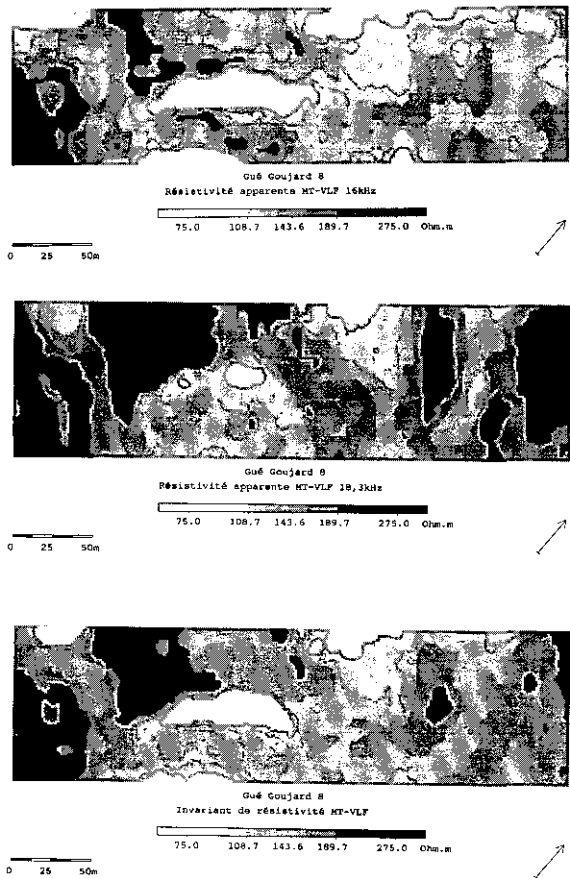 Gué Goujard 8
Résistivité apparente MT-VLF 16kHz
75.0 108.7 143.6 189.7 275.0 Ohm.m
0 25 50m
Gué Goujard 8
Résistivité apparente MT-VLF 18,3kHz
75.0 108.7 143.6 189.7 275.0 Ohm.m
0 25 50m
Gué Goujard 8
Invariant de résistivité MT-VLF
75.0 108.7 143.6 189.7 275.0 Ohm.m
0 25 50m